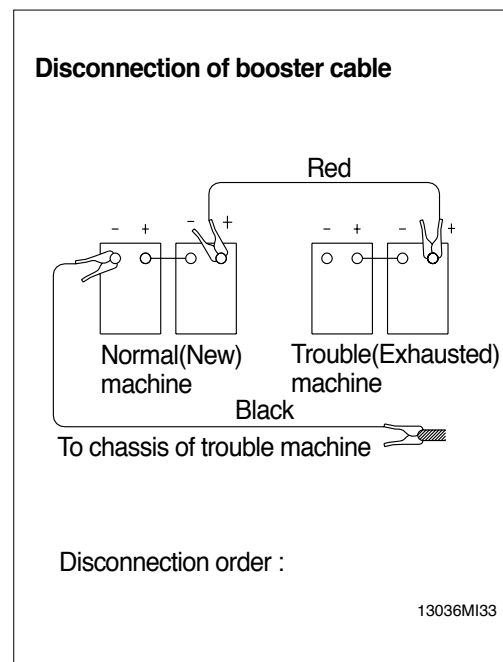 Disconnection of booster cable
Red
- + - + - + - +
Normal(New)
machine
Trouble(Exhausted)
machine
Black
To chassis of trouble machine
Disconnection order :
13036MI33